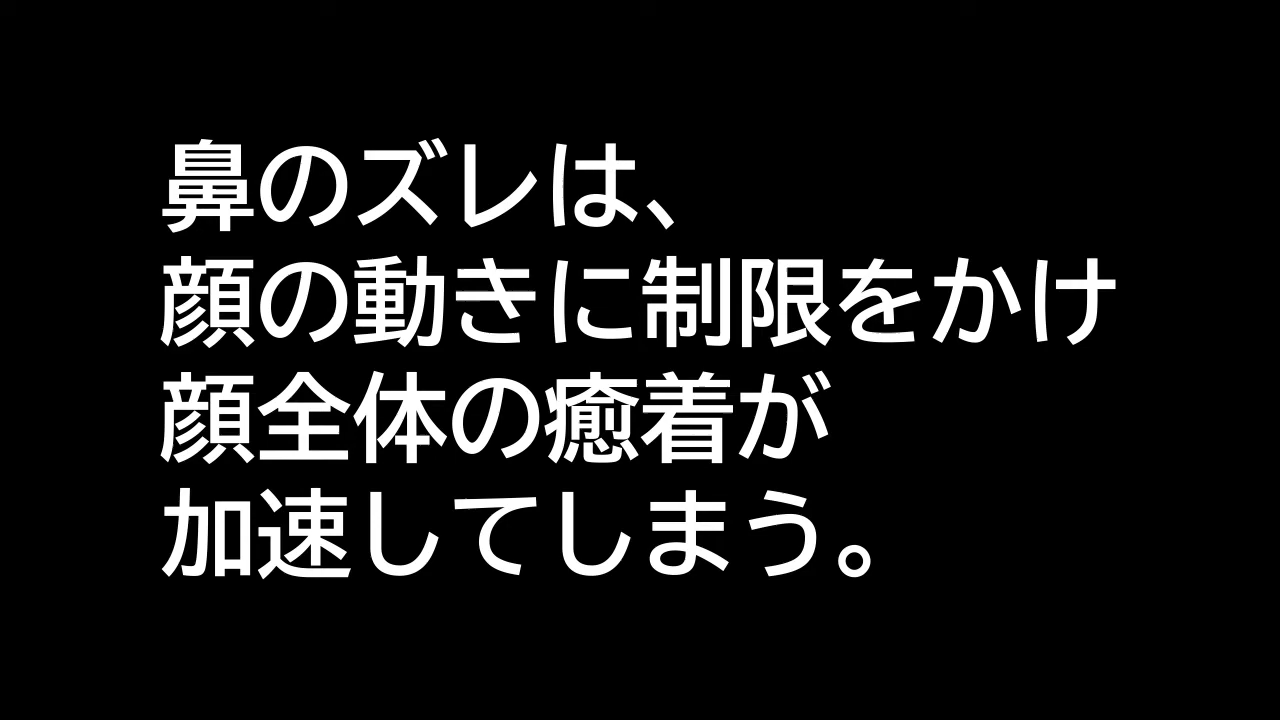 鼻のズレは、
顔の動きに制限をかけ
顔全体の癒着が
加速してしまう。